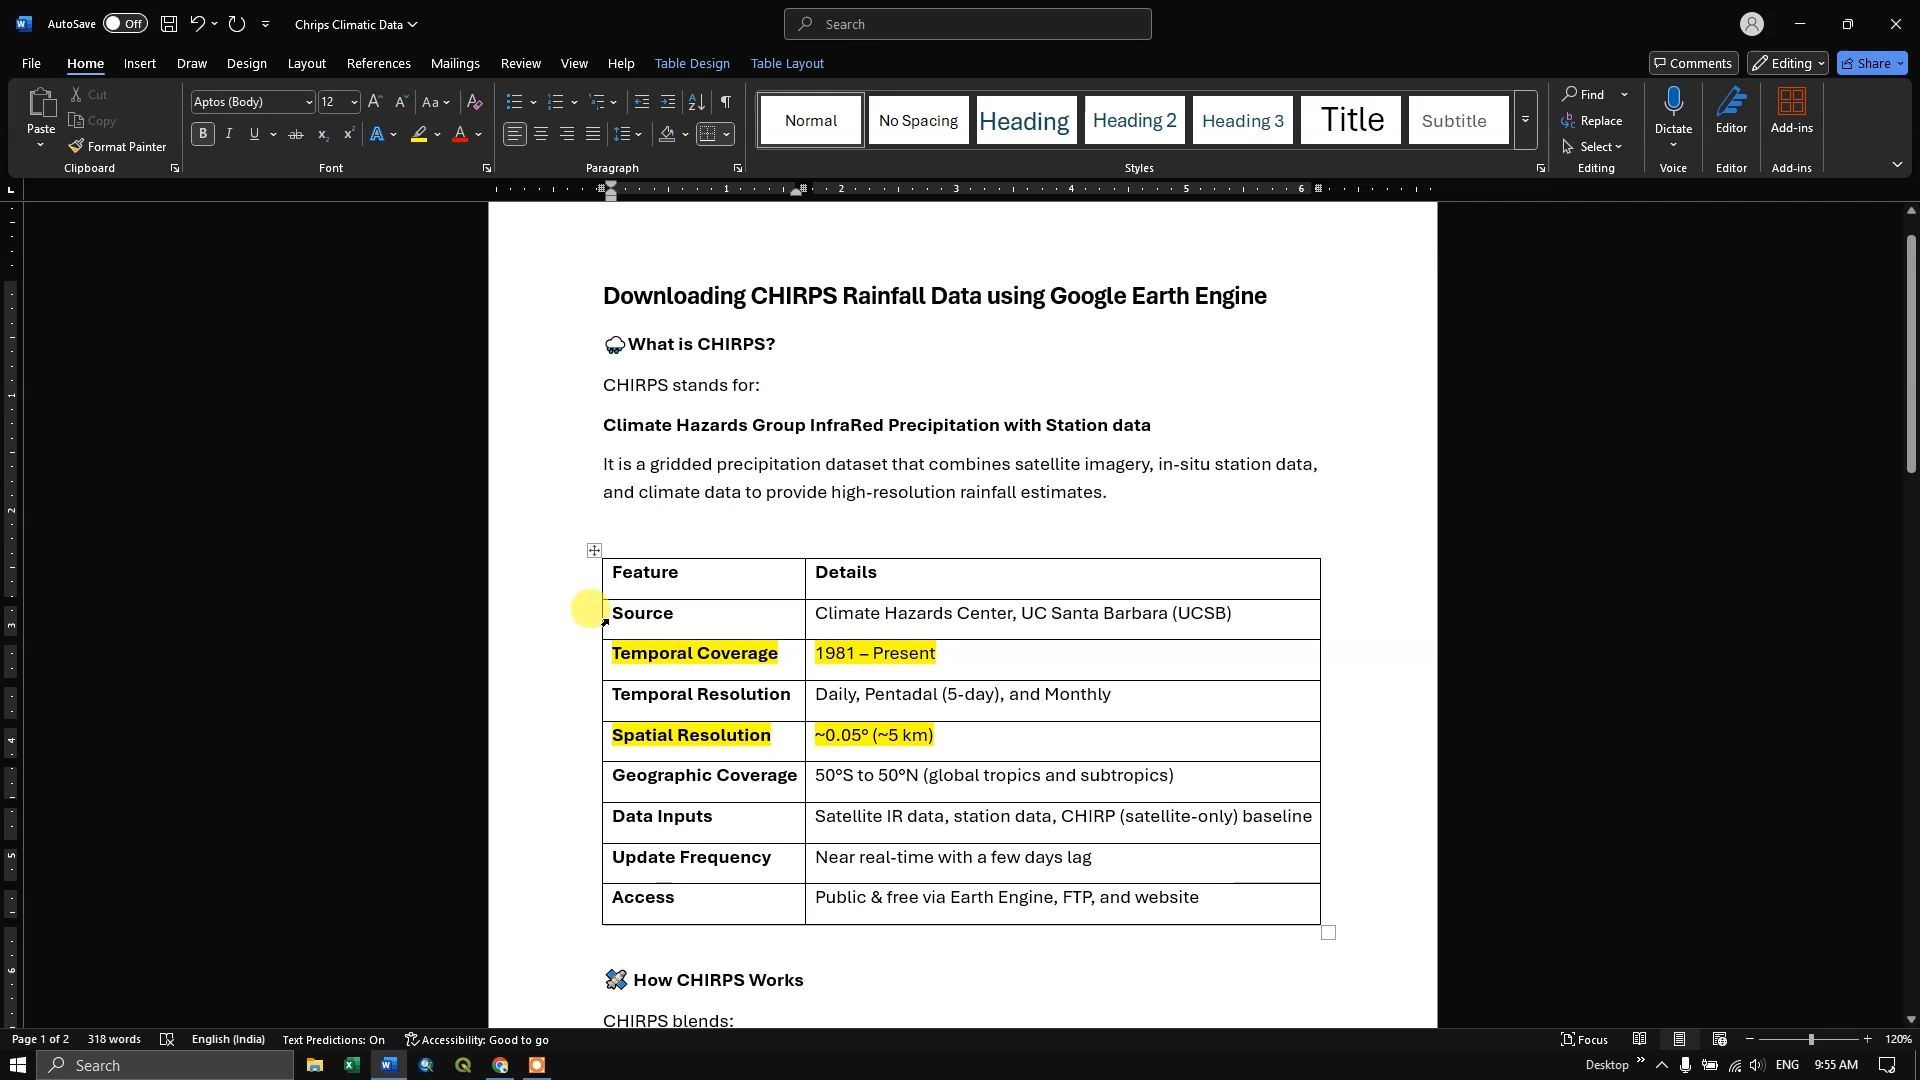 AutoSave Off Chrips Climatic Data Search
File Home Insert Draw Design Layout References Mailings Review View Help Table Design Table Layout Comments Editing Share
Paste Cut Copy Format Painter Clipboard
Aptos (Body) 12 Aa B I U ab x₂ x² A A Font
Paragraph
Normal No Spacing Heading Heading 2 Heading 3 Title Subtitle Styles
Find Replace Select Editing
Dictate Voice
Editor Editor
Add-ins Add-ins
1 2 3 4 5 6
Downloading CHIRPS Rainfall Data using Google Earth Engine
What is CHIRPS?
CHIRPS stands for:
Climate Hazards Group InfraRed Precipitation with Station data
It is a gridded precipitation dataset that combines satellite imagery, in-situ station data,
and climate data to provide high-resolution rainfall estimates.
Feature Details
Source Climate Hazards Center, UC Santa Barbara (UCSB)
Temporal Coverage 1981 – Present
Temporal Resolution Daily, Pentadal (5-day), and Monthly
Spatial Resolution ~0.05° (~5 km)
Geographic Coverage 50°S to 50°N (global tropics and subtropics)
Data Inputs Satellite IR data, station data, CHIRP (satellite-only) baseline
Update Frequency Near real-time with a few days lag
Access Public & free via Earth Engine, FTP, and website
How CHIRPS Works
CHIRPS blends:
Page 1 of 2 318 words English (India) Text Predictions: On Accessibility: Good to go Focus 120%
Search Desktop ENG 9:55 AM